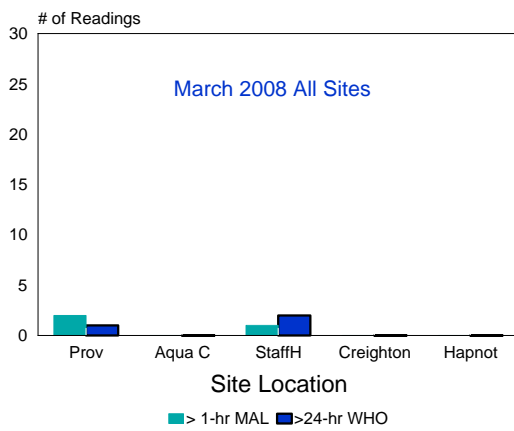 # of Readings
30
March 2008 All Sites
25
20
15
10
5
0
Prov Aqua C StaffH Creighton Hapnot
Site Location
> 1-hr MAL >24-hr WHO